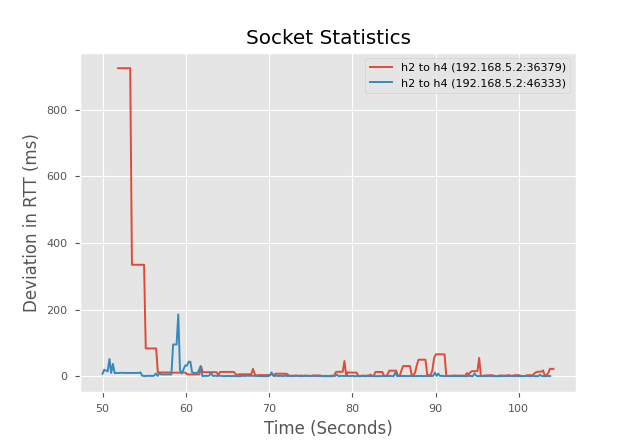 Socket Statistics
h2 to h4 (192.168.5.2:36379)
h2 to h4 (192.168.5.2:46333)
Deviation in RTT (ms)
800
600
400
200
0
50
60
70
80
90
100
Time (Seconds)